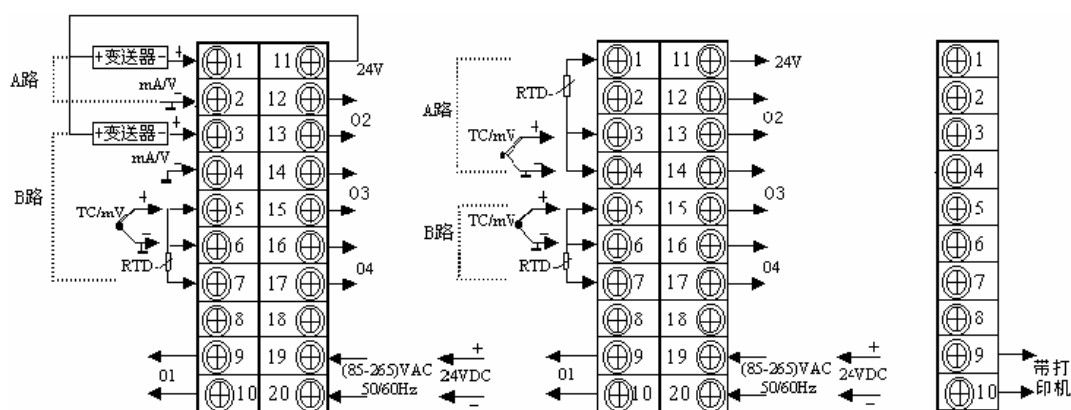 +变送器- +
A路
mA/V
-
+变送器- +
mA/V
-
B路
TC/mV + -
RTD
1 11 24V
2 12
3 13 O2
4 14
5 15 O3
6 16
7 17 O4
8 18
9 19
10 20
01
(85-265)VAC
50/60Hz
+
24VDC
-
A路
RTD
TC/mV + -
B路
TC/mV + -
RTD
1 11 24V
2 12
3 13 O2
4 14
5 15 O3
6 16
7 17 O4
8 18
9 19
10 20
01
(85-265)VAC
50/60Hz
+
24VDC
-
1
2
3
4
5
6
7
8
9
10
带打
印机